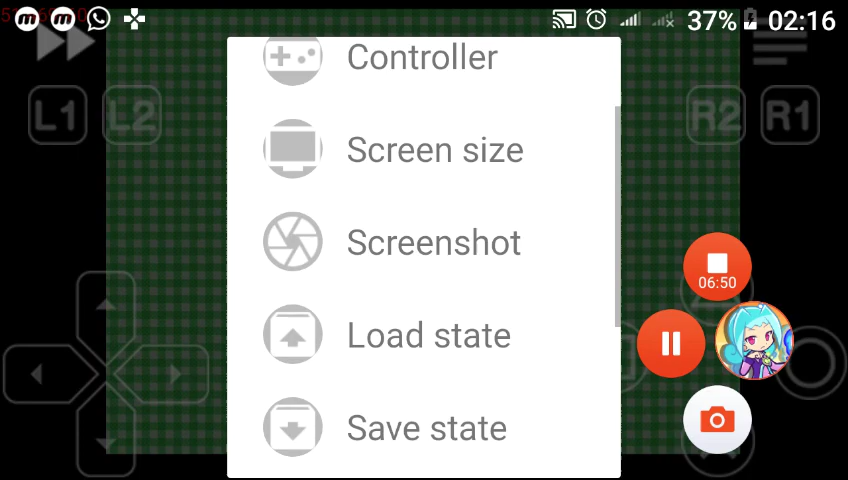 37% 02:16
Controller
L1 L2
R2 R1
Screen size
Screenshot
06:50
Load state
Save state